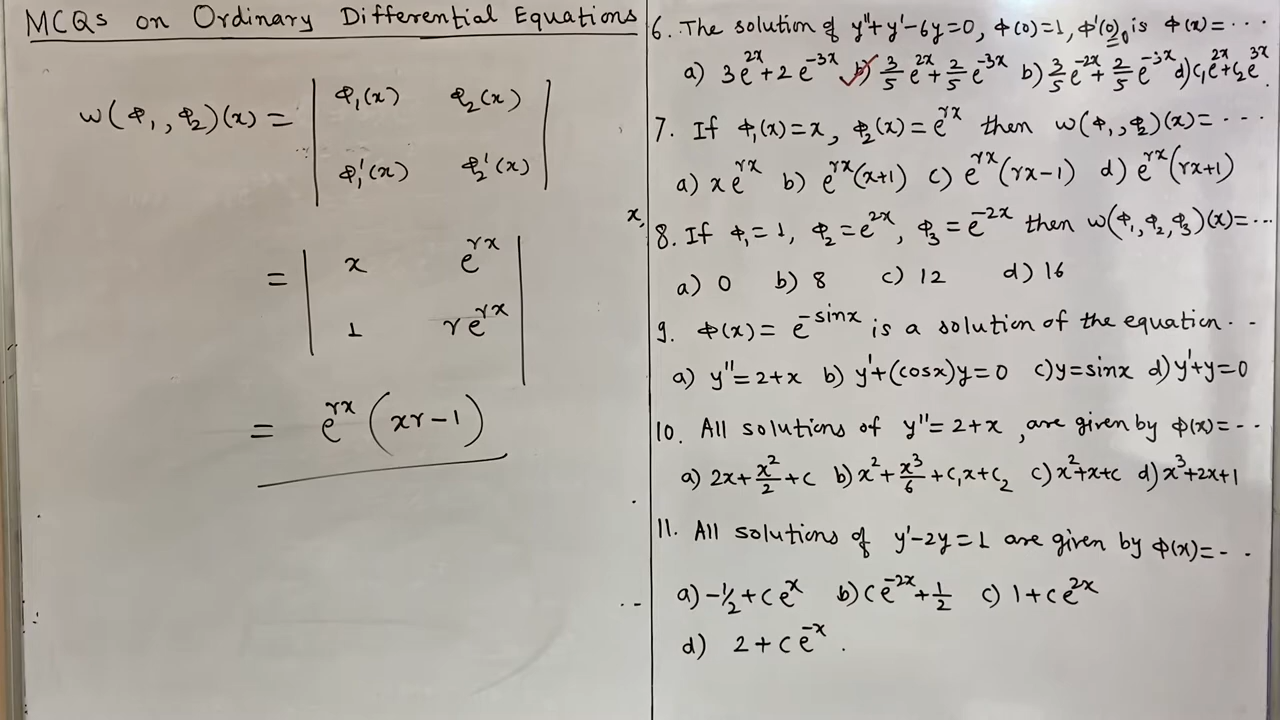 MCQs on Ordinary Differential Equations
w(φ₁, φ₂)(x) = | φ₁(x) φ₂(x) |
| φ₁'(x) φ₂'(x) |
= | x e^{rx} |
| 1 re^{rx} |
= e^{rx} (xr-1)
x,
6. The solution of y''+y'-6y=0, φ(0)=1, φ'(0)=0 is φ(x)=...
a) 3e^{2x}+2e^{-3x} b) 3/5 e^{2x}+2/5 e^{-3x} b) 3/5 e^{-2x}+2/5 e^{-3x} d) c₁e^{2x}+c₂e^{3x}.
7. If φ₁(x)=x, φ₂(x)=e^{rx} then w(φ₁,φ₂)(x)=...
a) xe^{rx} b) e^{rx}(x+1) c) e^{rx}(rx-1) d) e^{rx}(rx+1)
8. If φ₁=1, φ₂=e^{2x}, φ₃=e^{-2x} then w(φ₁,φ₂,φ₃)(x)=...
a) 0 b) 8 c) 12 d) 16
9. φ(x)= e^{-sinx} is a solution of the equation...
a) y''=2+x b) y'+(cosx)y=0 c) y=sinx d) y'+y=0
10. All solutions of y''=2+x, are given by φ(x)=--
a) 2x+x²/2+c b) x²+x³/6+c₁x+c₂ c) x²+x+c d) x³+2x+1
11. All solutions of y'-2y=1 are given by φ(x)=-.
a) -1/2+ce^{x} b) ce^{-2x}+1/2 c) 1+ce^{2x}
d) 2+ce^{-x}.